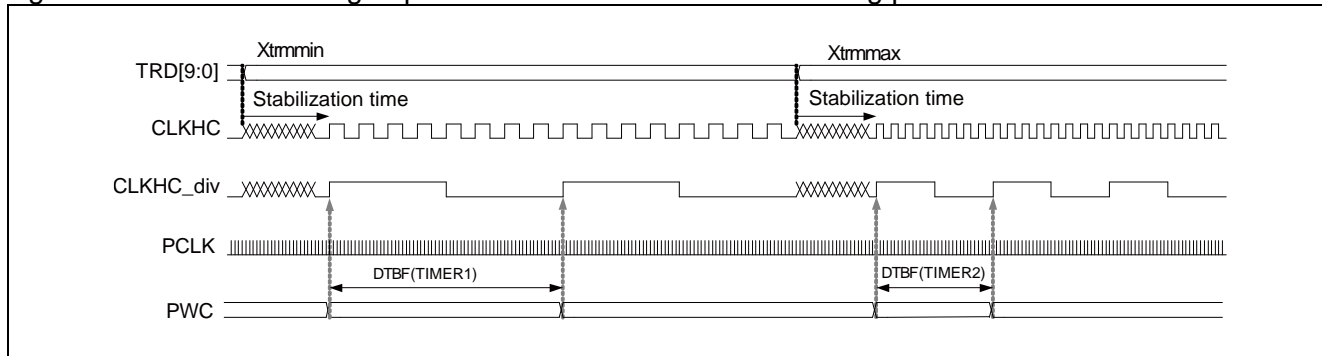 Xtrmmin
Xtrmmax
TRD[9:0]
Stabilization time
Stabilization time
CLKHC
CLKHC_div
PCLK
DTBF(TIMER1)
DTBF(TIMER2)
PWC